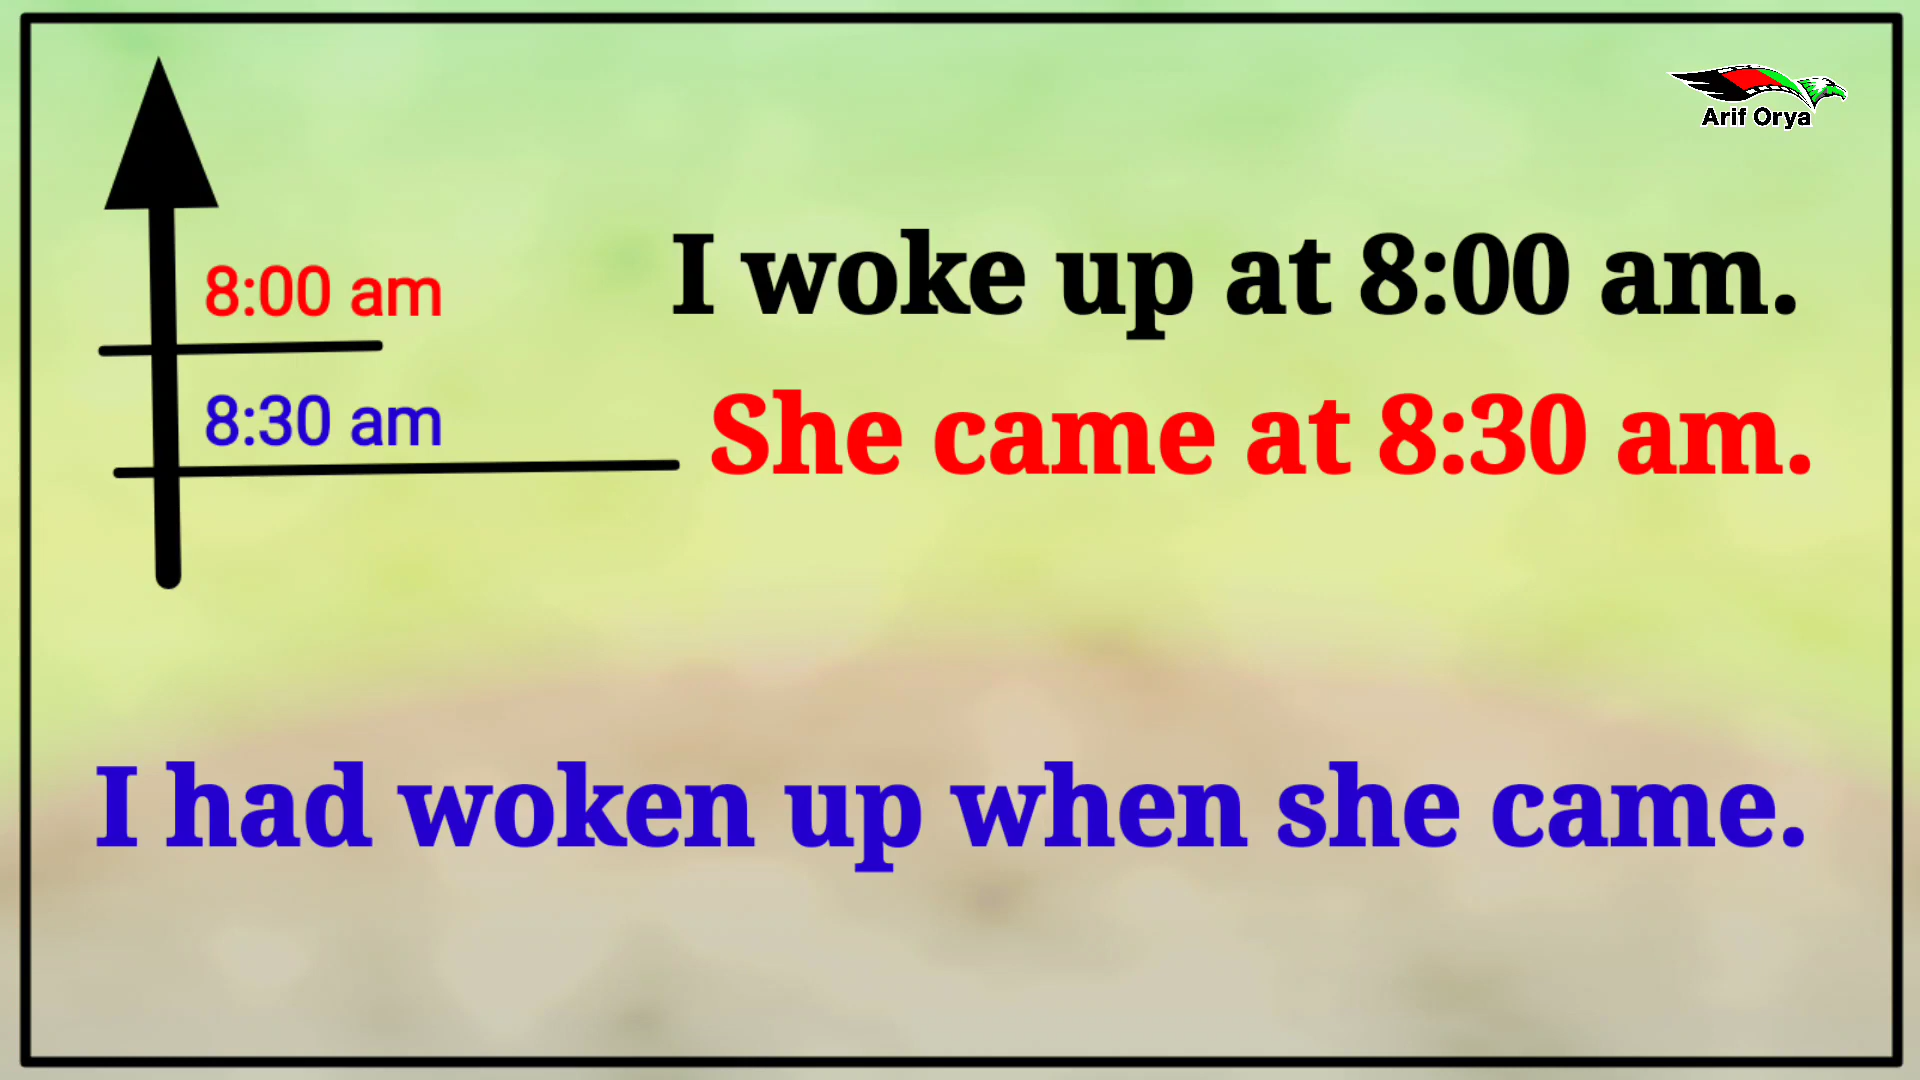 Arif Orya
8:00 am
I woke up at 8:00 am.
8:30 am
She came at 8:30 am.
I had woken up when she came.